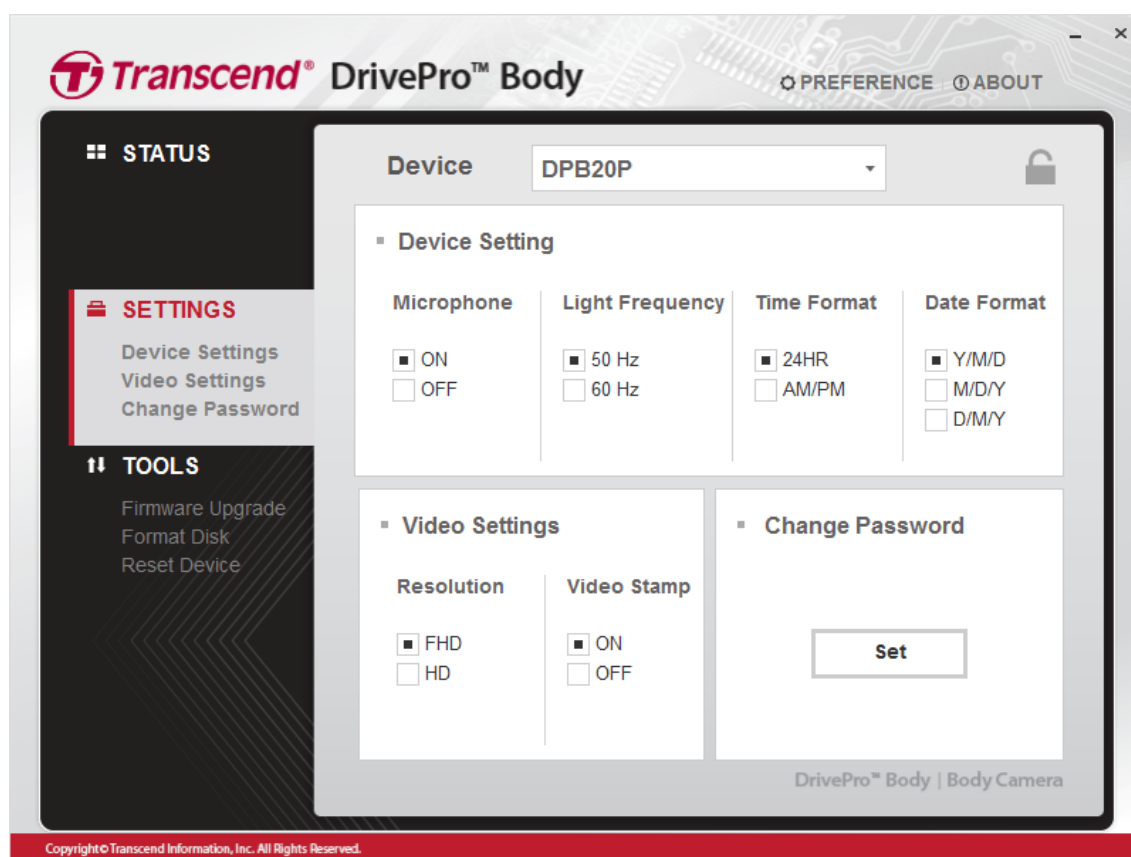 Transcend® DrivePro™ Body
PREFERENCE
ABOUT
STATUS
SETTINGS
Device Settings
Video Settings
Change Password
TOOLS
Firmware Upgrade
Format Disk
Reset Device
Device
DPB20P
Device Setting
Microphone
ON
OFF
Light Frequency
50 Hz
60 Hz
Time Format
24HR
AM/PM
Date Format
Y/M/D
M/D/Y
D/M/Y
Video Settings
Resolution
FHD
HD
Video Stamp
ON
OFF
Change Password
Set
DrivePro™ Body | Body Camera
Copyright©Transcend Information, Inc. All Rights Reserved.